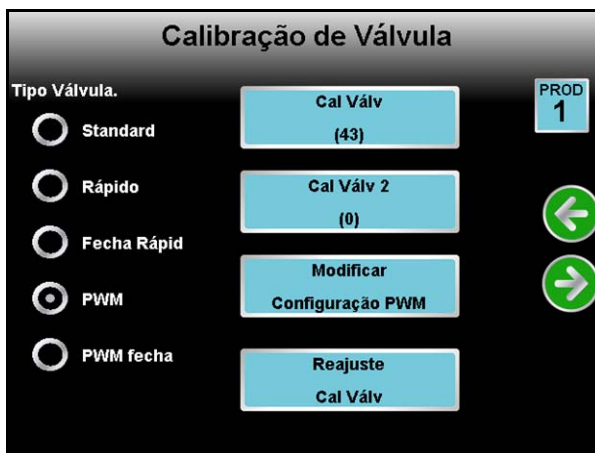 Calibração de Válvula
Tipo Válvula.
Standard
Rápido
Fecha Rápid
PWM
PWM fecha
Cal Válv
(43)
Cal Válv 2
(0)
Modificar
Configuração PWM
Reajuste
Cal Válv
PROD
1